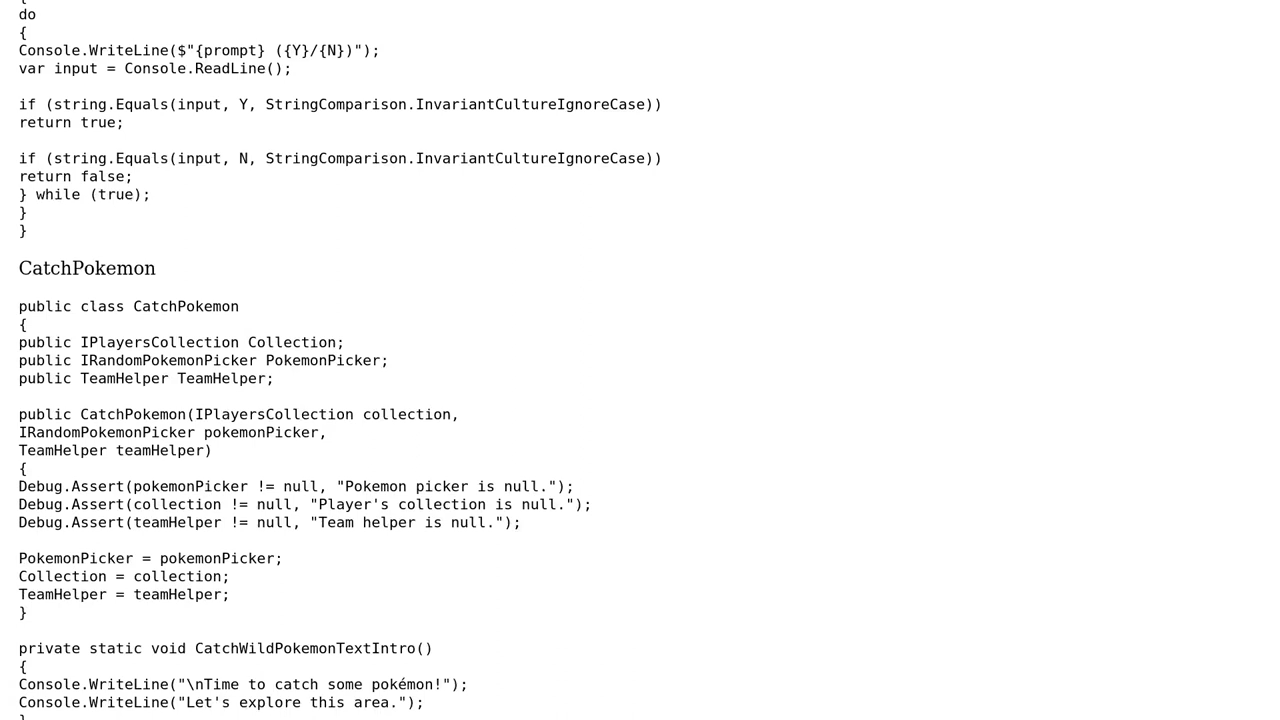 {
do
{
Console.WriteLine($"{prompt} ({Y}/{N})");
var input = Console.ReadLine();

if (string.Equals(input, Y, StringComparison.InvariantCultureIgnoreCase))
return true;

if (string.Equals(input, N, StringComparison.InvariantCultureIgnoreCase))
return false;
} while (true);
}
}

CatchPokemon

public class CatchPokemon
{
public IPlayersCollection Collection;
public IRandomPokemonPicker PokemonPicker;
public TeamHelper TeamHelper;

public CatchPokemon(IPlayersCollection collection,
IRandomPokemonPicker pokemonPicker,
TeamHelper teamHelper)
{
Debug.Assert(pokemonPicker != null, "Pokemon picker is null.");
Debug.Assert(collection != null, "Player's collection is null.");
Debug.Assert(teamHelper != null, "Team helper is null.");

PokemonPicker = pokemonPicker;
Collection = collection;
TeamHelper = teamHelper;
}

private static void CatchWildPokemonTextIntro()
{
Console.WriteLine("\nTime to catch some pokémon!");
Console.WriteLine("Let's explore this area.");
}